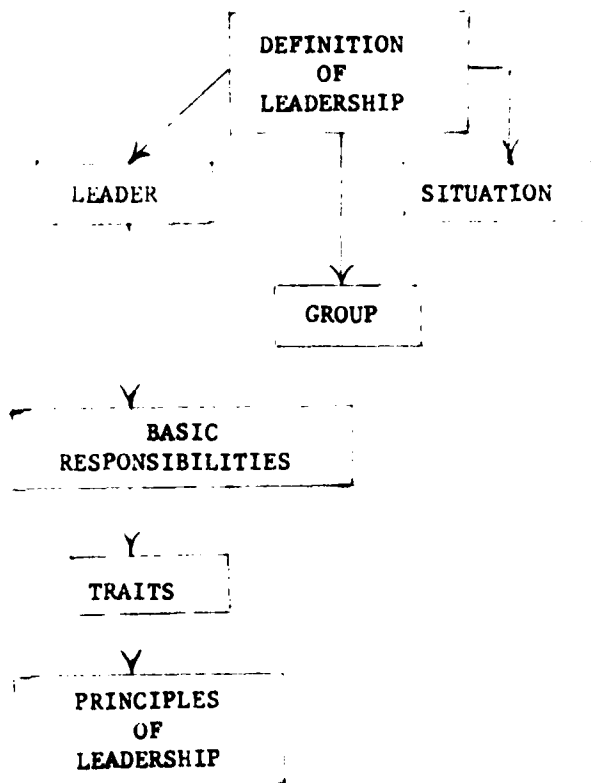 DEFINITION
OF
LEADERSHIP
LEADER
SITUATION
GROUP
BASIC
RESPONSIBILITIES
TRAITS
PRINCIPLES
OF
LEADERSHIP